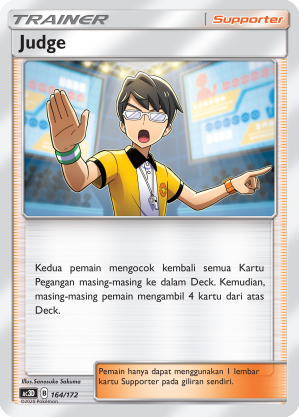 TRAINER
Supporter
Judge
Kedua pemain mengocok kembali semua Kartu
Pegangan masing-masing ke dalam Deck. Kemudian,
masing-masing pemain mengambil 4 kartu dari atas
Deck.
Illus.Sanosuke Sakuma
164/172
©2020 Pokémon
Pemain hanya dapat menggunakan 1 lembar
kartu Supporter pada giliran sendiri.